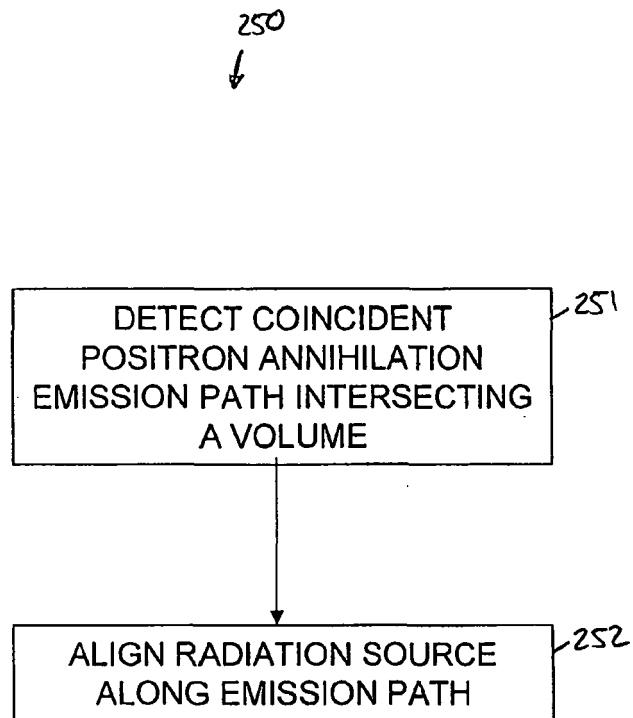 250
DETECT COINCIDENT
POSITRON ANNIHILATION
EMISSION PATH INTERSECTING
A VOLUME
251
ALIGN RADIATION SOURCE
ALONG EMISSION PATH
252